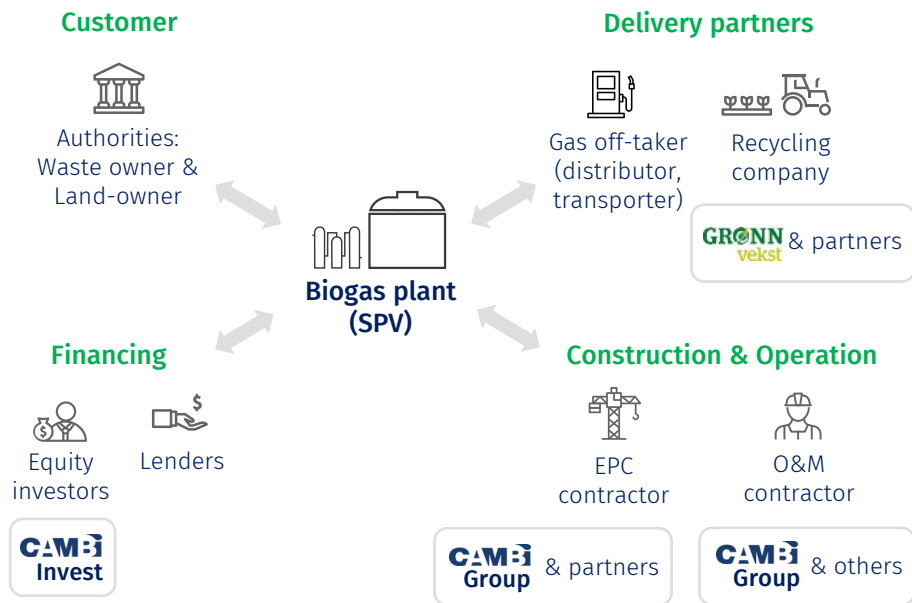 Customer
Authorities:
Waste owner &
Land-owner
Delivery partners
Gas off-taker
(distributor,
transporter)
Recycling
company
GRØNN
vekst
& partners
Biogas plant
(SPV)
Financing
$
$
Equity
investors
Lenders
CAMBi
Invest
Construction & Operation
EPC
contractor
O&M
contractor
CAMBi
Group
& partners
CAMBi
Group
& others